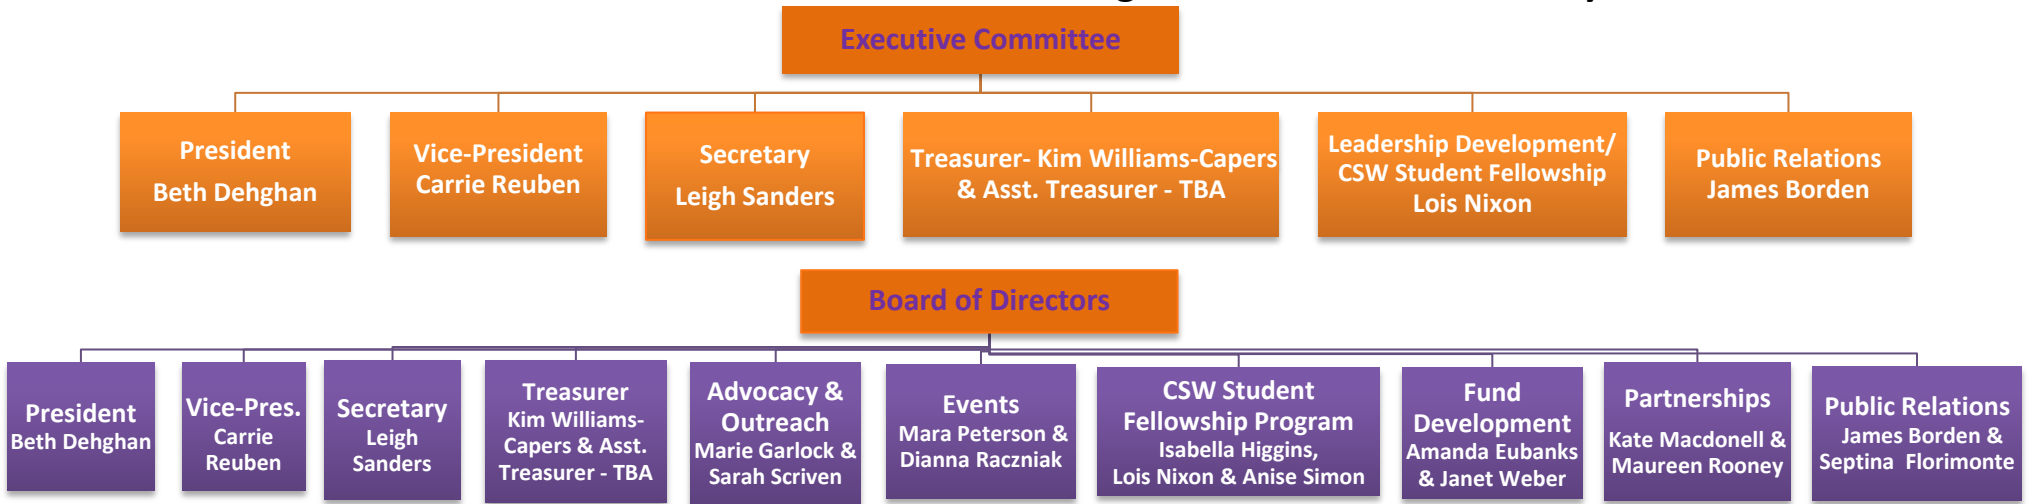 Executive Committee
President
Beth Dehghan
Vice-President
Carrie Reuben
Secretary
Leigh Sanders
Treasurer- Kim Williams-Capers
& Asst. Treasurer - TBA
Leadership Development/
CSW Student Fellowship
Lois Nixon
Public Relations
James Borden
Board of Directors
President
Beth Dehghan
Vice-Pres.
Carrie
Reuben
Secretary
Leigh
Sanders
Treasurer
Kim Williams-
Capers & Asst.
Treasurer - TBA
Advocacy &
Outreach
Marie Garlock &
Sarah Scriven
Events
Mara Peterson &
Dianna Raczniak
CSW Student
Fellowship Program
Isabella Higgins,
Lois Nixon & Anise Simon
Fund
Development
Amanda Eubanks
& Janet Weber
Partnerships
Kate Macdonell &
Maureen Rooney
Public Relations
James Borden &
Septina Florimonte